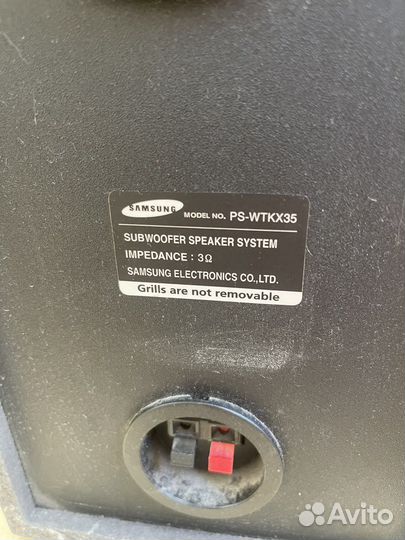 SAMSUNG MODEL NO. PS-WTKX35
SUBWOOFER SPEAKER SYSTEM
IMPEDANCE : 3Ω
SAMSUNG ELECTRONICS CO.,LTD.
Grills are not removable
Avito